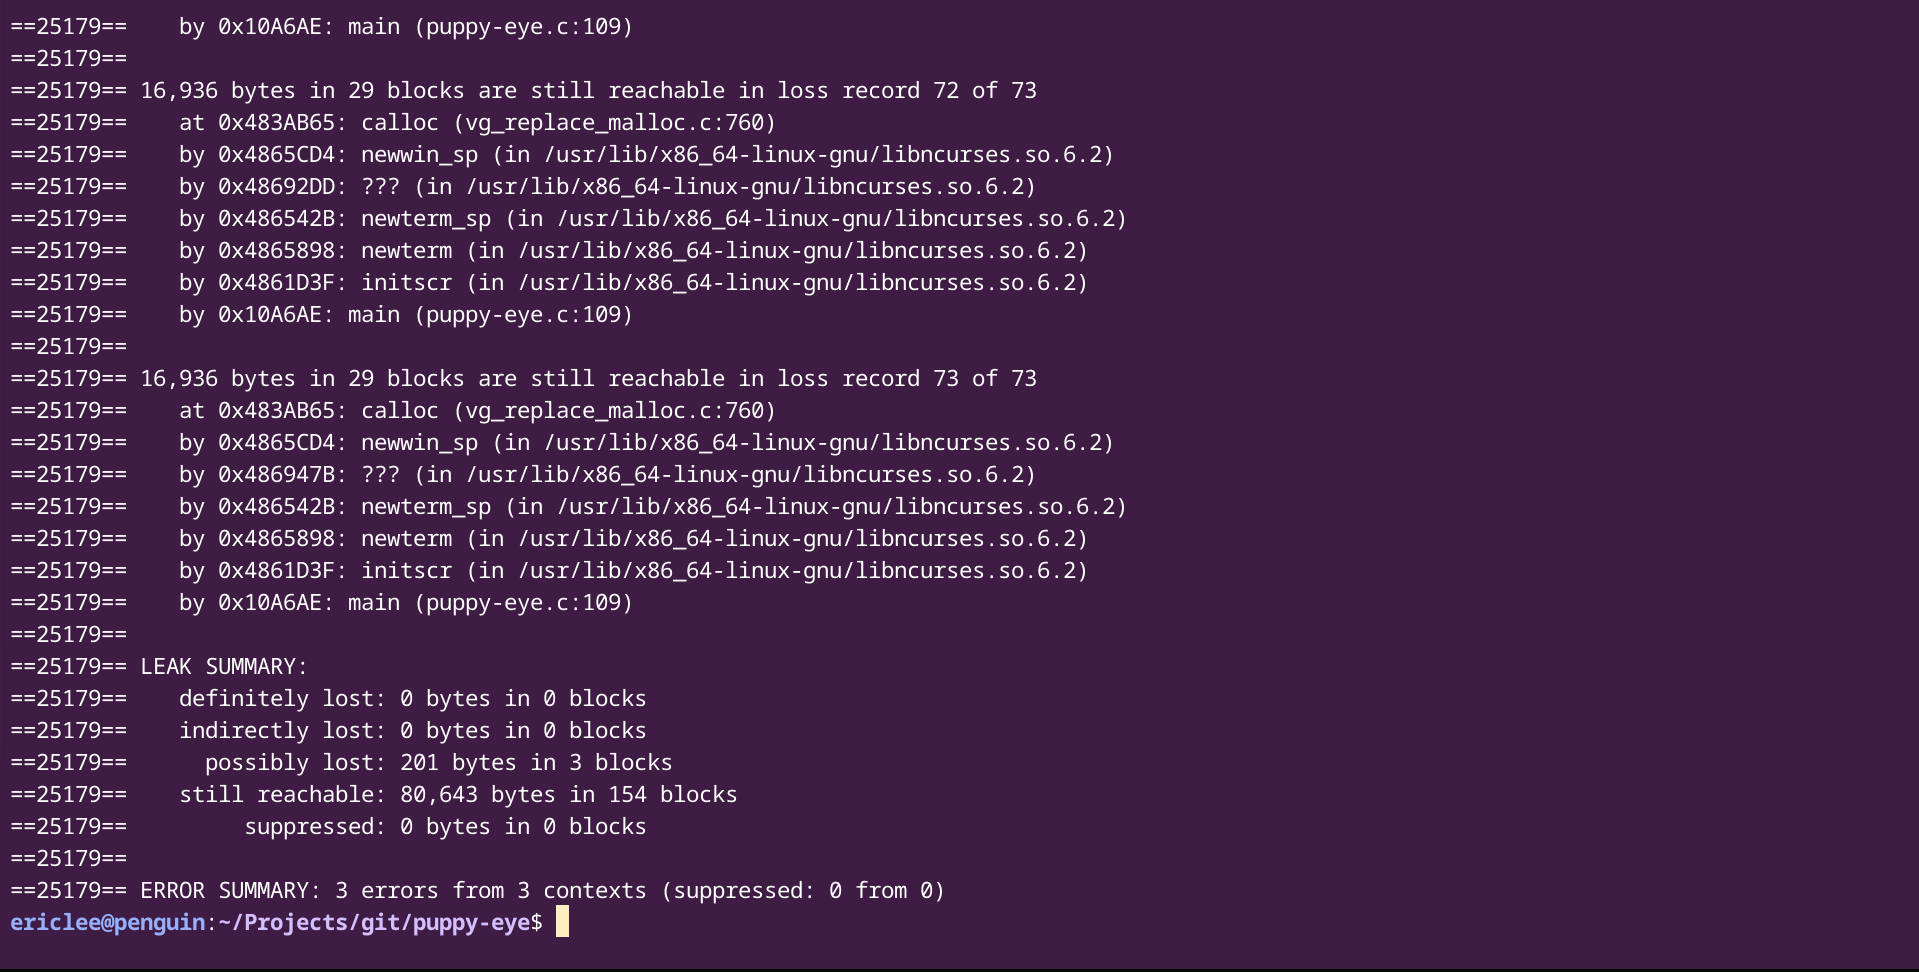 ==25179==    by 0x10A6AE: main (puppy-eye.c:109)
==25179==
==25179== 16,936 bytes in 29 blocks are still reachable in loss record 72 of 73
==25179==    at 0x483AB65: calloc (vg_replace_malloc.c:760)
==25179==    by 0x4865CD4: newwin_sp (in /usr/lib/x86_64-linux-gnu/libncurses.so.6.2)
==25179==    by 0x48692DD: ??? (in /usr/lib/x86_64-linux-gnu/libncurses.so.6.2)
==25179==    by 0x486542B: newterm_sp (in /usr/lib/x86_64-linux-gnu/libncurses.so.6.2)
==25179==    by 0x4865898: newterm (in /usr/lib/x86_64-linux-gnu/libncurses.so.6.2)
==25179==    by 0x4861D3F: initscr (in /usr/lib/x86_64-linux-gnu/libncurses.so.6.2)
==25179==    by 0x10A6AE: main (puppy-eye.c:109)
==25179==
==25179== 16,936 bytes in 29 blocks are still reachable in loss record 73 of 73
==25179==    at 0x483AB65: calloc (vg_replace_malloc.c:760)
==25179==    by 0x4865CD4: newwin_sp (in /usr/lib/x86_64-linux-gnu/libncurses.so.6.2)
==25179==    by 0x486947B: ??? (in /usr/lib/x86_64-linux-gnu/libncurses.so.6.2)
==25179==    by 0x486542B: newterm_sp (in /usr/lib/x86_64-linux-gnu/libncurses.so.6.2)
==25179==    by 0x4865898: newterm (in /usr/lib/x86_64-linux-gnu/libncurses.so.6.2)
==25179==    by 0x4861D3F: initscr (in /usr/lib/x86_64-linux-gnu/libncurses.so.6.2)
==25179==    by 0x10A6AE: main (puppy-eye.c:109)
==25179==
==25179== LEAK SUMMARY:
==25179==    definitely lost: 0 bytes in 0 blocks
==25179==    indirectly lost: 0 bytes in 0 blocks
==25179==      possibly lost: 201 bytes in 3 blocks
==25179==    still reachable: 80,643 bytes in 154 blocks
==25179==         suppressed: 0 bytes in 0 blocks
==25179==
==25179== ERROR SUMMARY: 3 errors from 3 contexts (suppressed: 0 from 0)
ericlee@penguin:~/Projects/git/puppy-eye$